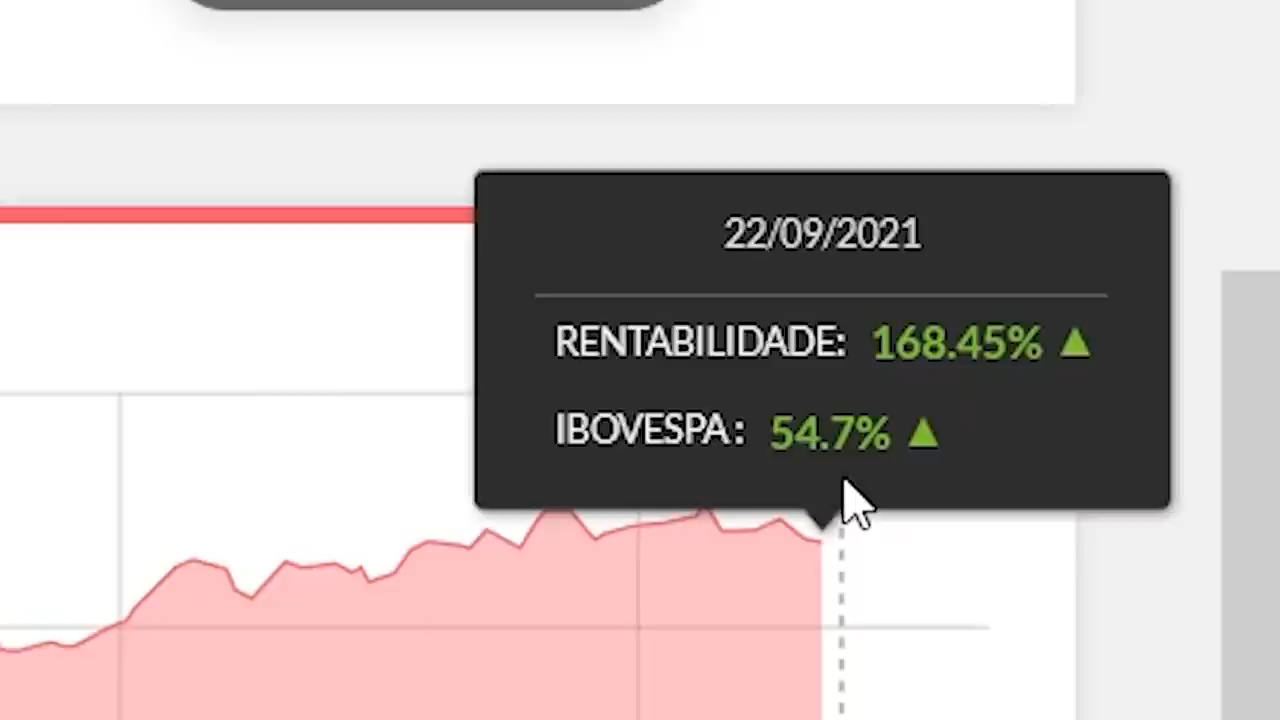 22/09/2021
RENTABILIDADE: 168.45% ▲
IBOVESPA: 54.7% ▲